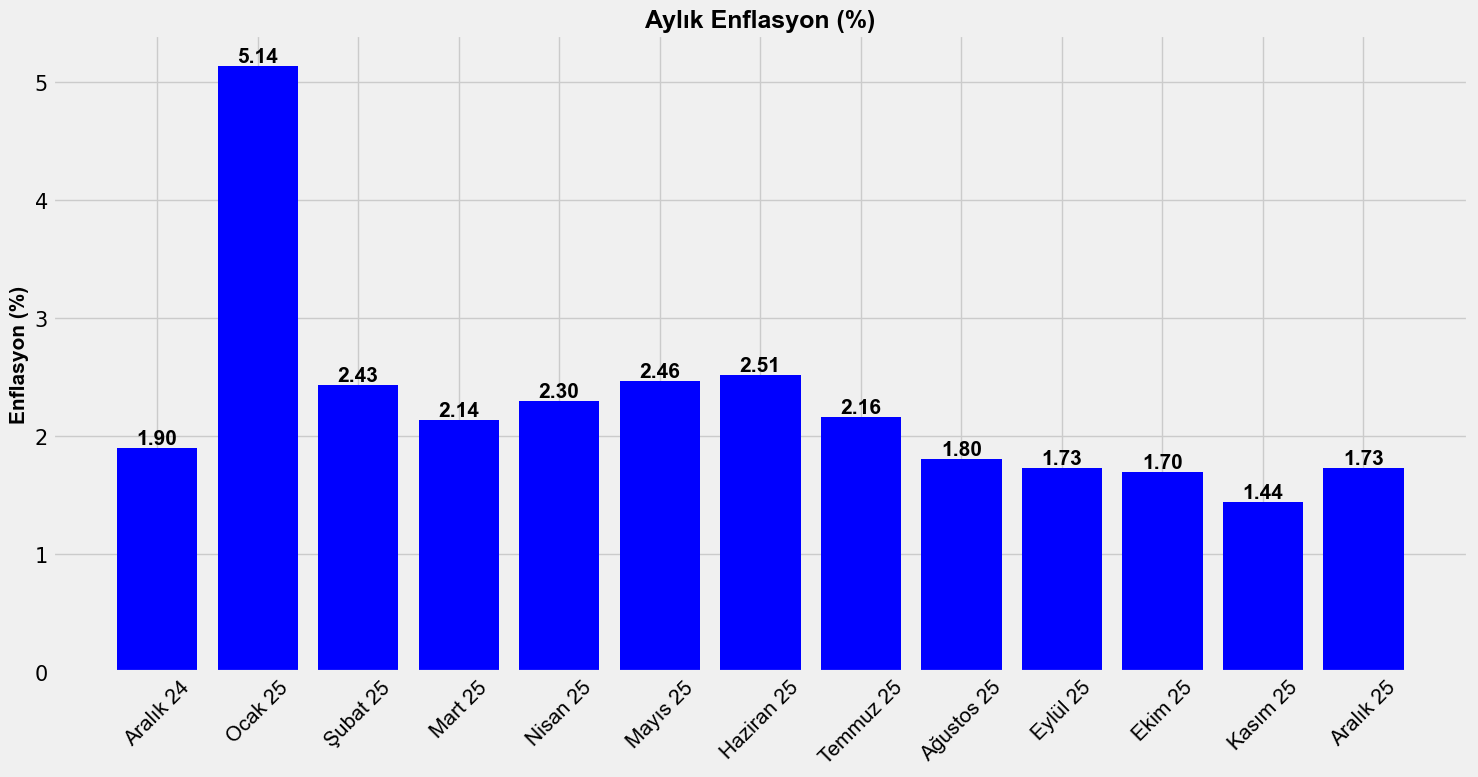 Aylık Enflasyon (%)
Enflasyon (%)
5
4
3
2
1
0
1.90
5.14
2.43
2.14
2.30
2.46
2.51
2.16
1.80
1.73
1.70
1.44
1.73
Aralık 24
Ocak 25
Şubat 25
Mart 25
Nisan 25
Mayıs 25
Haziran 25
Temmuz 25
Ağustos 25
Eylül 25
Ekim 25
Kasım 25
Aralık 25